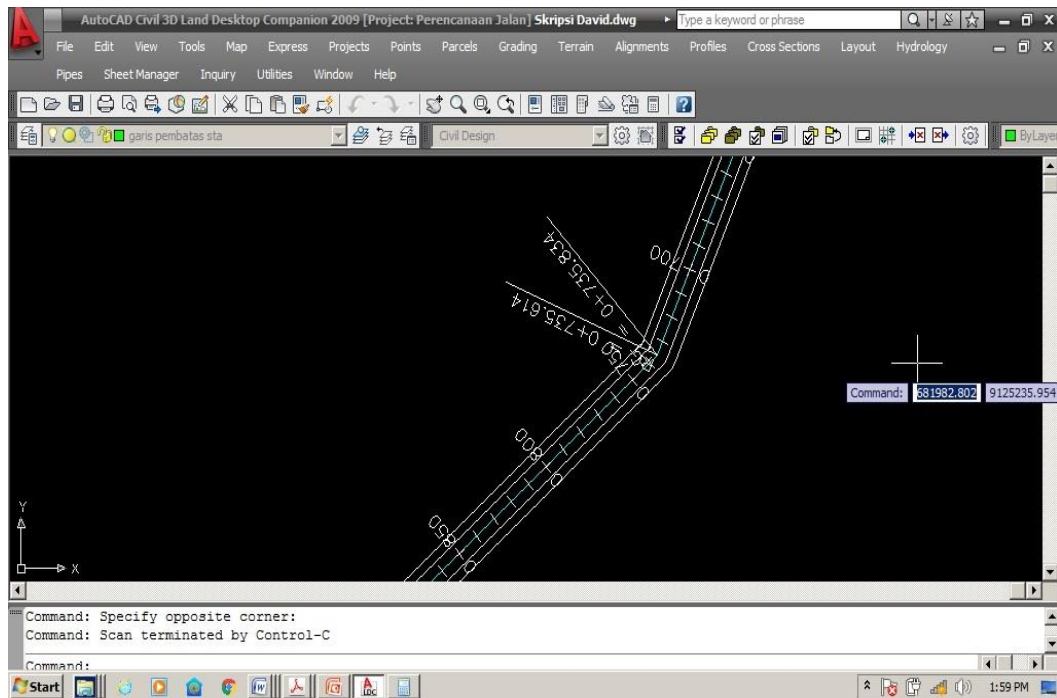 AutoCAD Civil 3D Land Desktop Companion 2009 [Project: Perencanaan Jalan] Skripsi David.dwg Type a keyword or phrase
File Edit View Tools Map Express Projects Points Parcels Grading Terrain Alignments Profiles Cross Sections Layout Hydrology
Pipes Sheet Manager Inquiry Utilities Window Help
garis pembatas sta Civil Design ByLayer
700
0+735.834
=
0+735.614
750
800
850
Command: 681982.802 9125235.954
Y
X
Command: Specify opposite corner:
Command: Scan terminated by Control-C
Command:
Start 1:59 PM